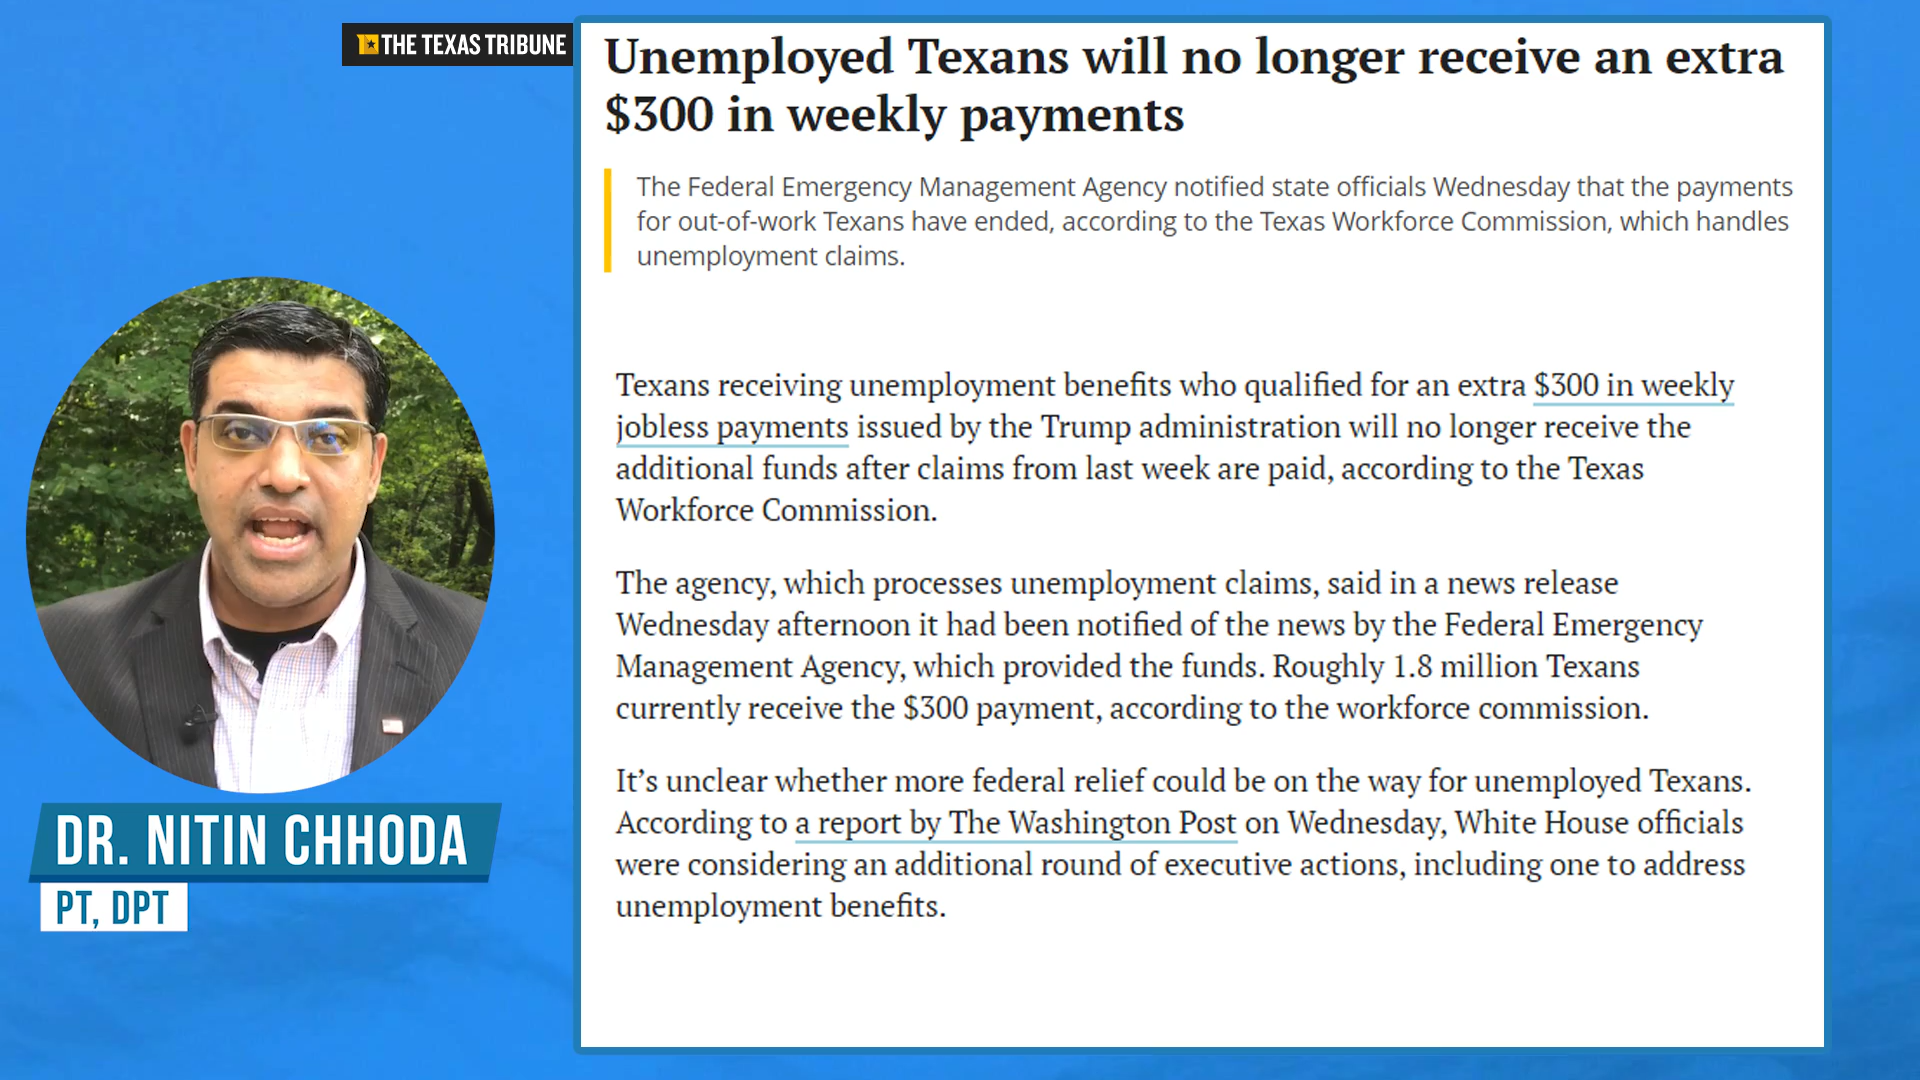 THE TEXAS TRIBUNE
Unemployed Texans will no longer receive an extra
$300 in weekly payments
The Federal Emergency Management Agency notified state officials Wednesday that the payments
for out-of-work Texans have ended, according to the Texas Workforce Commission, which handles
unemployment claims.
Texans receiving unemployment benefits who qualified for an extra $300 in weekly
jobless payments issued by the Trump administration will no longer receive the
additional funds after claims from last week are paid, according to the Texas
Workforce Commission.
The agency, which processes unemployment claims, said in a news release
Wednesday afternoon it had been notified of the news by the Federal Emergency
Management Agency, which provided the funds. Roughly 1.8 million Texans
currently receive the $300 payment, according to the workforce commission.
It's unclear whether more federal relief could be on the way for unemployed Texans.
According to a report by The Washington Post on Wednesday, White House officials
were considering an additional round of executive actions, including one to address
unemployment benefits.
DR. NITIN CHHODA
PT, DPT